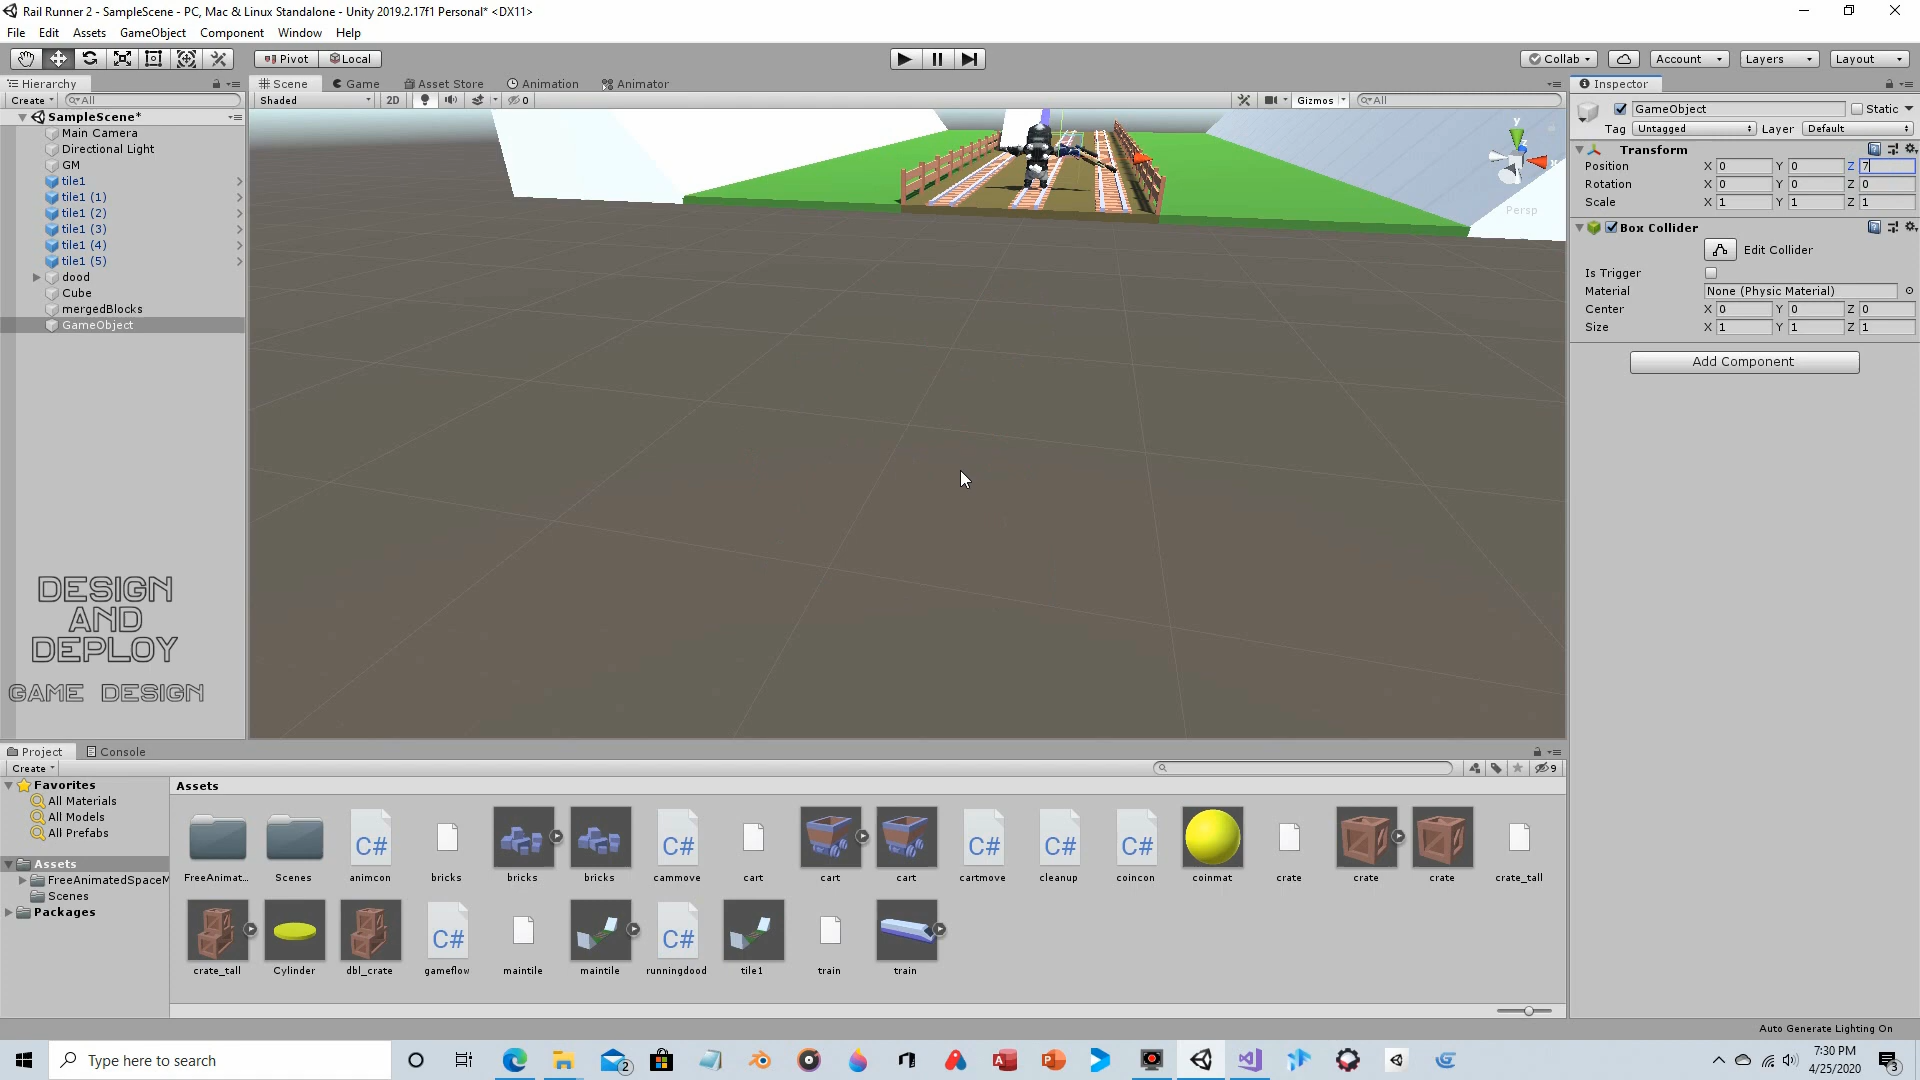 Rail Runner 2 - SampleScene - PC, Mac & Linux Standalone - Unity 2019.2.17f1 Personal* <DX11>
File Edit Assets GameObject Component Window Help
Pivot Local Collab Account Layers Layout
Hierarchy Scene Game Asset Store Animation Animator Inspector
Create All Shaded 2D 0 Gizmos All
SampleScene*
Main Camera
Directional Light
GM
tile1
tile1 (1)
tile1 (2)
tile1 (3)
tile1 (4)
tile1 (5)
dood
Cube
mergedBlocks
GameObject
y
Persp
GameObject Static
Tag Untagged Layer Default
Transform
Position X 0 Y 0 Z 7
Rotation X 0 Y 0 Z 0
Scale X 1 Y 1 Z 1
Box Collider
Edit Collider
Is Trigger
Material None (Physic Material)
Center X 0 Y 0 Z 0
Size X 1 Y 1 Z 1
Add Component
DESIGN
AND
DEPLOY
GAME DESIGN
Project Console
Create 9
Favorites
All Materials
All Models
All Prefabs
Assets
FreeAnimatedSpaceM
Scenes
Packages
Assets
C# C# C# C# C#
FreeAnimat... Scenes animcon bricks bricks bricks cammove cart cart cart cartmove cleanup coincon coinmat crate crate crate crate_tall
C# C#
crate_tall Cylinder dbl_crate gameflow maintile maintile runningdood tile1 train train
Auto Generate Lighting On
Type here to search
2
7:30 PM
4/25/2020
3